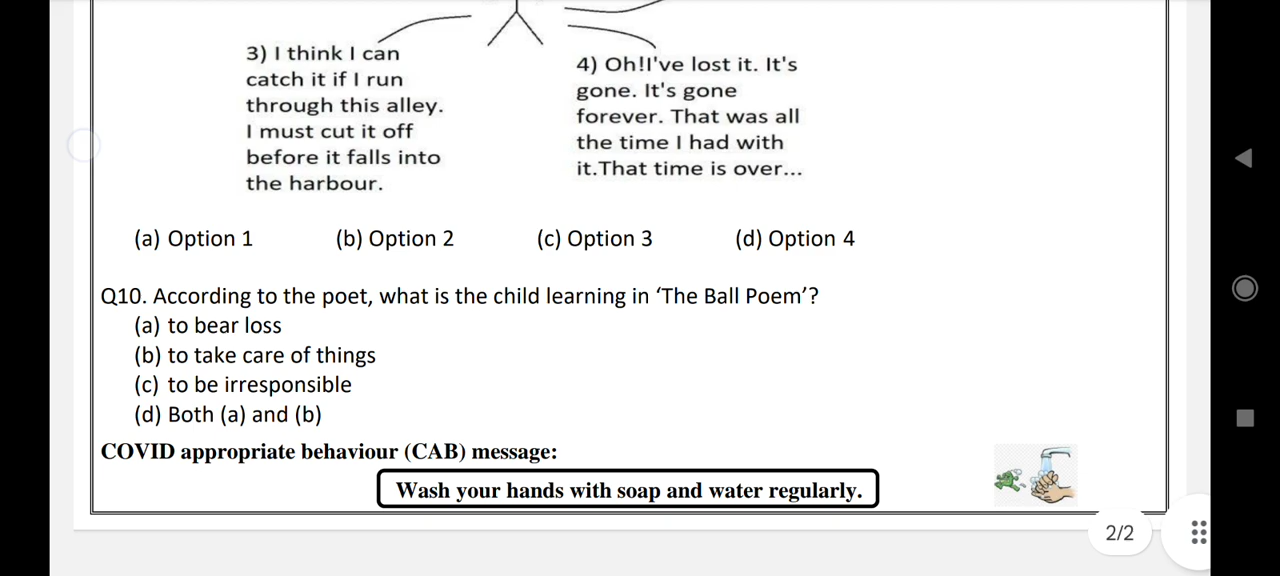 3) I think I can
catch it if I run
through this alley.
I must cut it off
before it falls into
the harbour.
4) Oh!I've lost it. It's
gone. It's gone
forever. That was all
the time I had with
it.That time is over...
(a) Option 1 (b) Option 2 (c) Option 3 (d) Option 4
Q10. According to the poet, what is the child learning in ‘The Ball Poem’?
(a) to bear loss
(b) to take care of things
(c) to be irresponsible
(d) Both (a) and (b)
COVID appropriate behaviour (CAB) message:
Wash your hands with soap and water regularly.
2/2